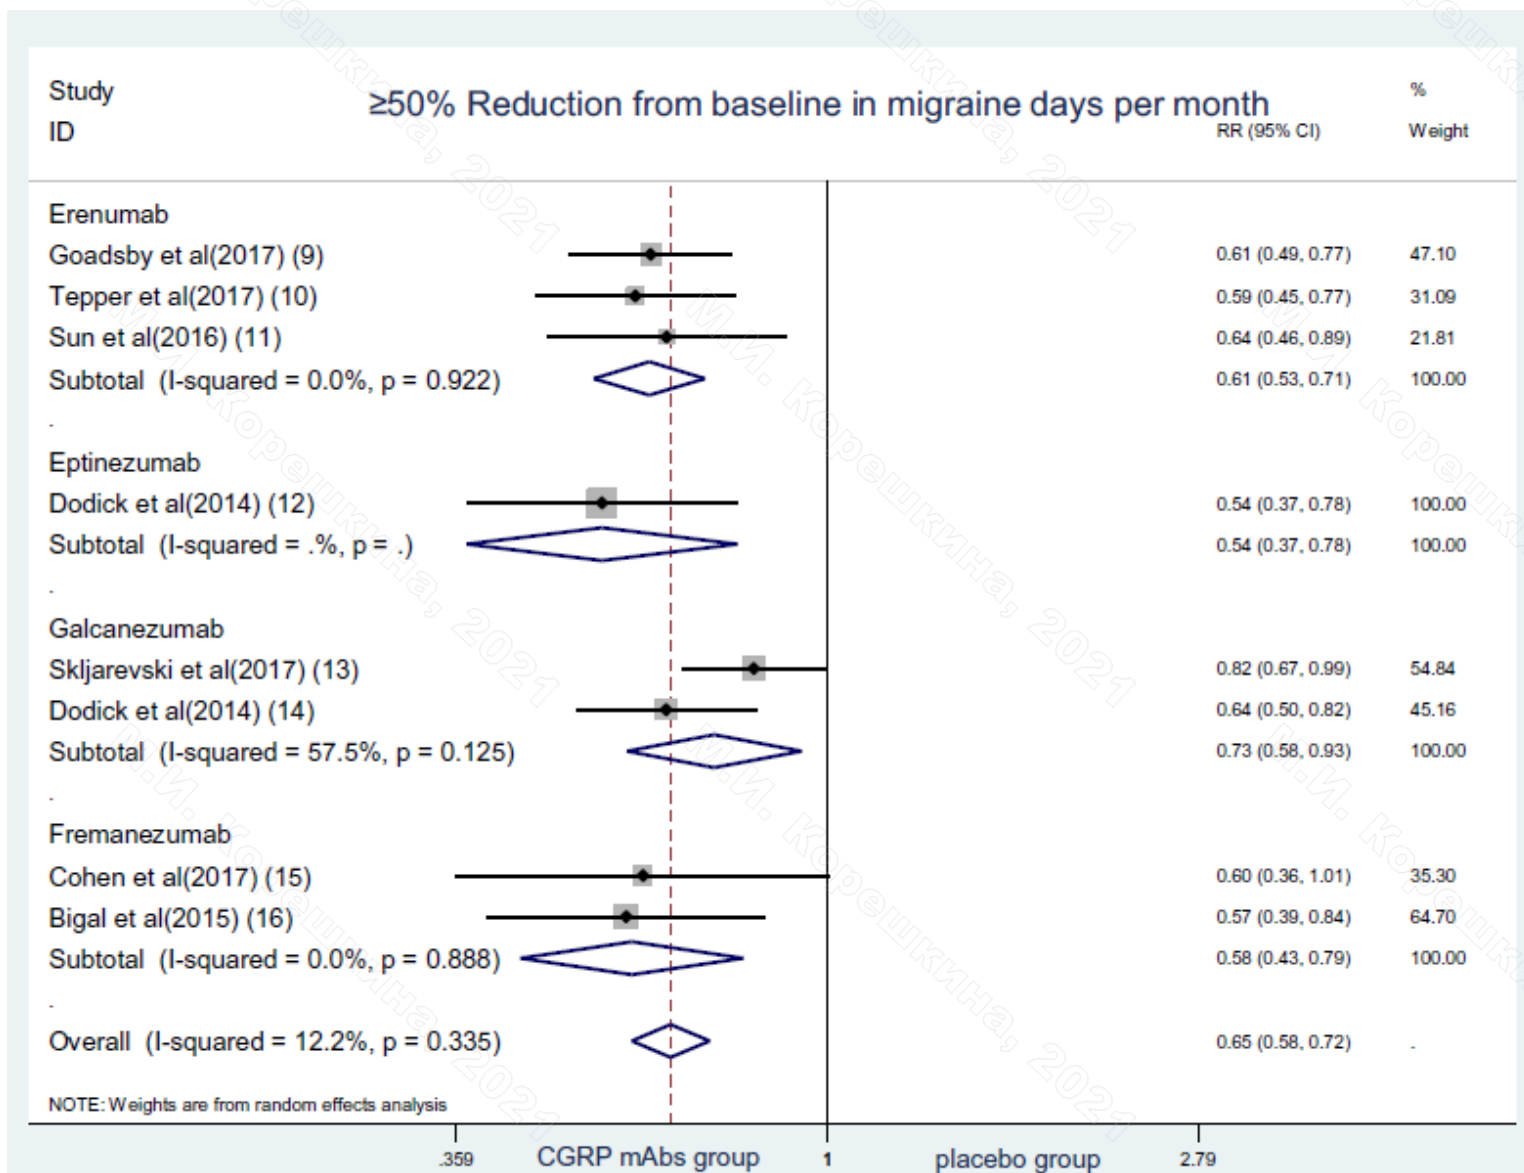 Study
ID
≥50% Reduction from baseline in migraine days per month
%
RR (95% CI) Weight
Erenumab
Goadsby et al(2017) (9) 0.61 (0.49, 0.77) 47.10
Tepper et al(2017) (10) 0.59 (0.45, 0.77) 31.09
Sun et al(2016) (11) 0.64 (0.46, 0.89) 21.81
Subtotal (I-squared = 0.0%, p = 0.922) 0.61 (0.53, 0.71) 100.00
.
Eptinezumab
Dodick et al(2014) (12) 0.54 (0.37, 0.78) 100.00
Subtotal (I-squared = .%, p = .) 0.54 (0.37, 0.78) 100.00
.
Galcanezumab
Skljarevski et al(2017) (13) 0.82 (0.67, 0.99) 54.84
Dodick et al(2014) (14) 0.64 (0.50, 0.82) 45.16
Subtotal (I-squared = 57.5%, p = 0.125) 0.73 (0.58, 0.93) 100.00
.
Fremanezumab
Cohen et al(2017) (15) 0.60 (0.36, 1.01) 35.30
Bigal et al(2015) (16) 0.57 (0.39, 0.84) 64.70
Subtotal (I-squared = 0.0%, p = 0.888) 0.58 (0.43, 0.79) 100.00
.
Overall (I-squared = 12.2%, p = 0.335) 0.65 (0.58, 0.72) .
NOTE: Weights are from random effects analysis
.359 CGRP mAbs group 1 placebo group 2.79
М.И. Корешкина, 2021